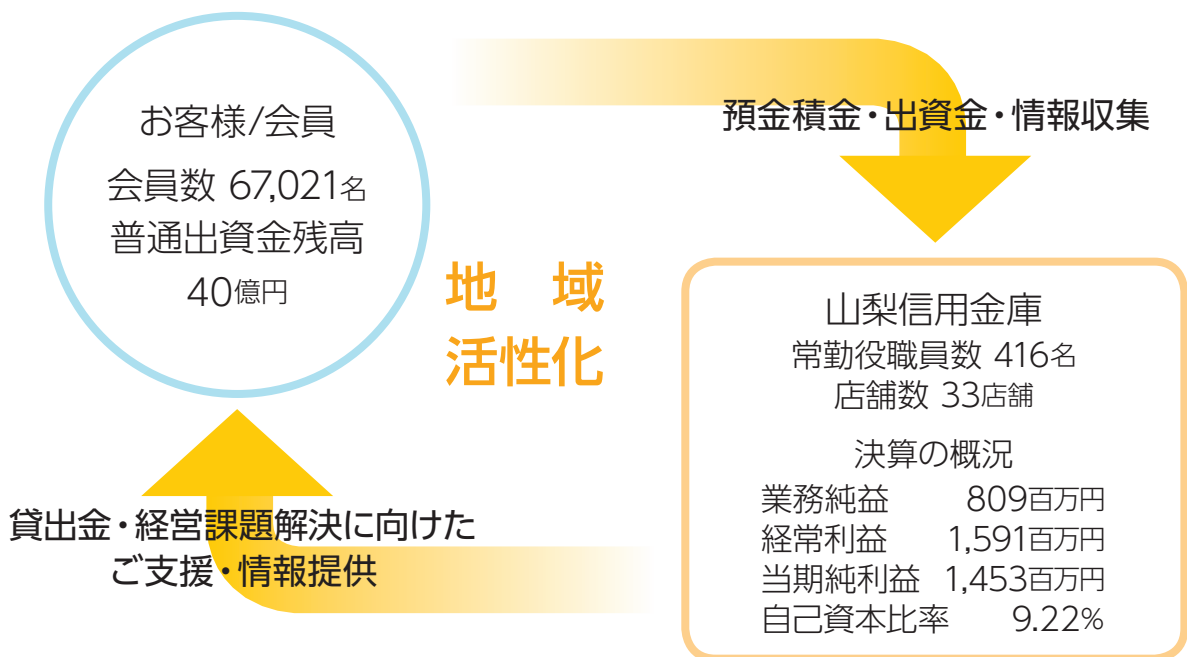 お客様/会員
会員数 67,021名
普通出資金残高
40億円
預金積金・出資金・情報収集
地 域
活性化
山梨信用金庫
常勤役職員数 416名
店舗数 33店舗
決算の概況
業務純益 809百万円
経常利益 1,591百万円
当期純利益 1,453百万円
自己資本比率 9.22%
貸出金・経営課題解決に向けた
ご支援・情報提供